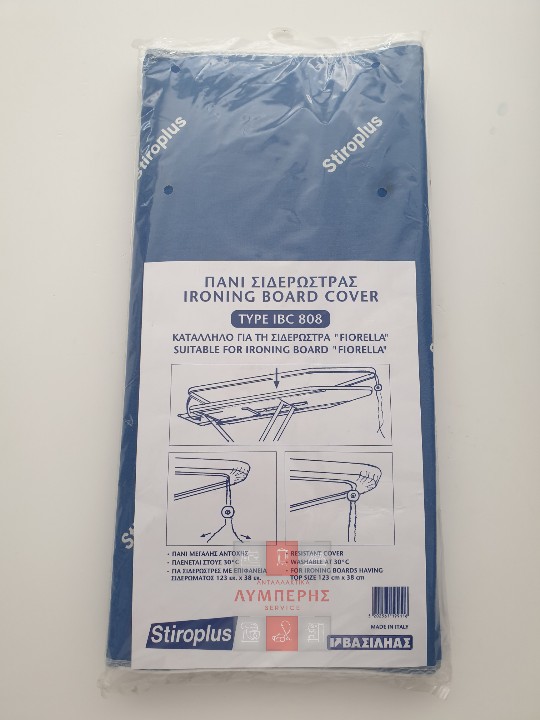 Stiroplus
Stiroplus
ΠΑΝΙ ΣΙΔΕΡΩΣΤΡΑΣ
IRONING BOARD COVER
TYPE IBC 808
ΚΑΤΑΛΛΗΛΟ ΓΙΑ ΤΗ ΣΙΔΕΡΩΣΤΡΑ "FIORELLA"
SUITABLE FOR IRONING BOARD "FIORELLA"
· ΠΑΝΙ ΜΕΓΑΛΗΣ ΑΝΤΟΧΗΣ
· ΠΛΕΝΕΤΑΙ ΣΤΟΥΣ 30°C
· ΓΙΑ ΣΙΔΕΡΩΣΤΡΕΣ ΜΕ ΕΠΙΦΑΝΕΙΑ
ΣΙΔΕΡΩΜΑΤΟΣ 123 εκ. x 38 εκ.
RESISTANT COVER
WASHABLE AT 30°C
FOR IRONING BOARDS HAVING
TOP SIZE 123 cm x 38 cm
ΑΝΤΑΛΛΑΚΤΙΚΑ
ΛΥΜΠΕΡΗΣ
SERVICE
Stiroplus
MADE IN ITALY
ΒΑΣΙΛΗΑΣ